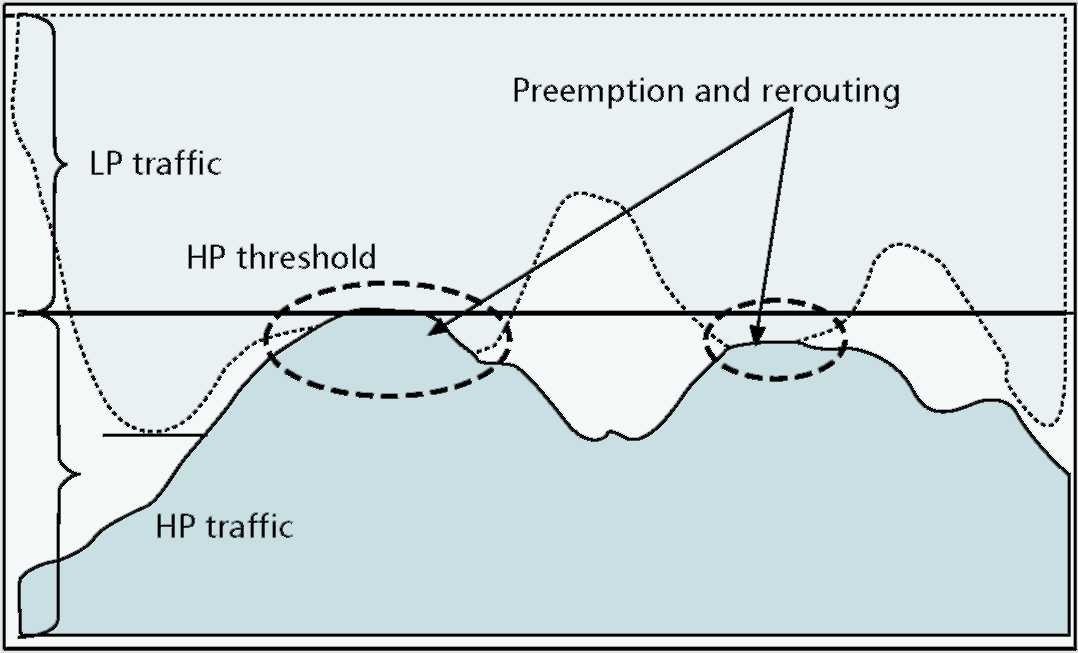 Preemption and rerouting
LP traffic
HP threshold
HP traffic